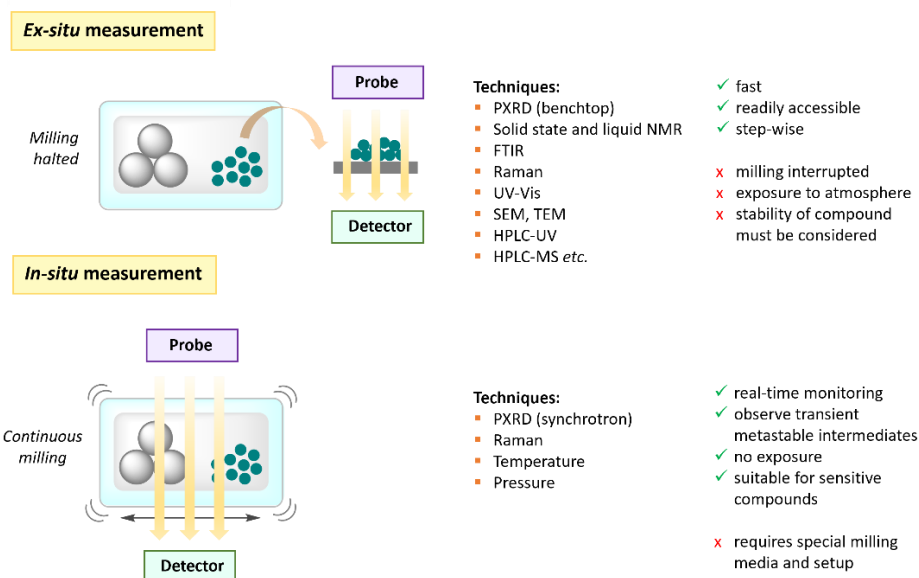 Ex-situ measurement
Milling
halted
Probe
Detector
Techniques:
▪ PXRD (benchtop)
▪ Solid state and liquid NMR
▪ FTIR
▪ Raman
▪ UV-Vis
▪ SEM, TEM
▪ HPLC-UV
▪ HPLC-MS etc.
✓ fast
✓ readily accessible
✓ step-wise
x milling interrupted
x exposure to atmosphere
x stability of compound
must be considered
In-situ measurement
Probe
Continuous
milling
Detector
Techniques:
▪ PXRD (synchrotron)
▪ Raman
▪ Temperature
▪ Pressure
✓ real-time monitoring
✓ observe transient
metastable intermediates
✓ no exposure
✓ suitable for sensitive
compounds
x requires special milling
media and setup